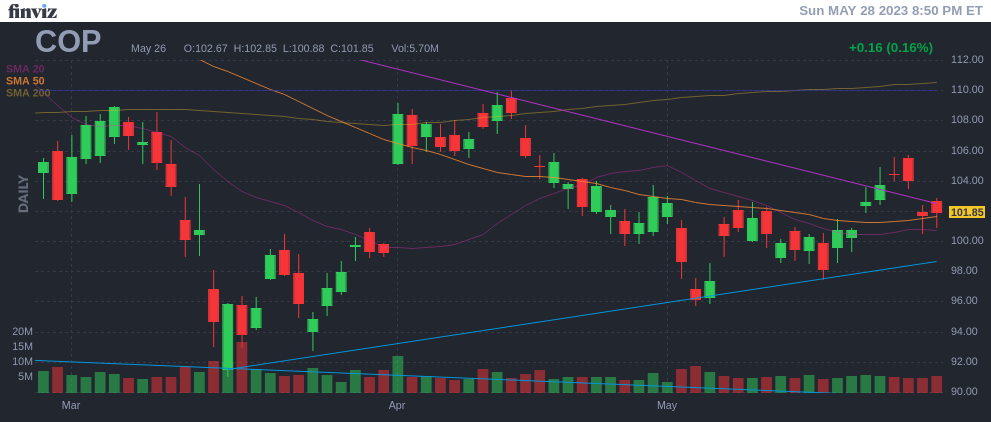 finviz
Sun MAY 28 2023 8:50 PM ET
COP
May 26 O:102.67 H:102.85 L:100.88 C:101.85 Vol:5.70M
+0.16 (0.16%)
SMA 20
SMA 50
SMA 200
DAILY
112.00
110.00
108.00
106.00
104.00
101.85
100.00
98.00
96.00
94.00
92.00
90.00
20M
15M
10M
5M
Mar
Apr
May